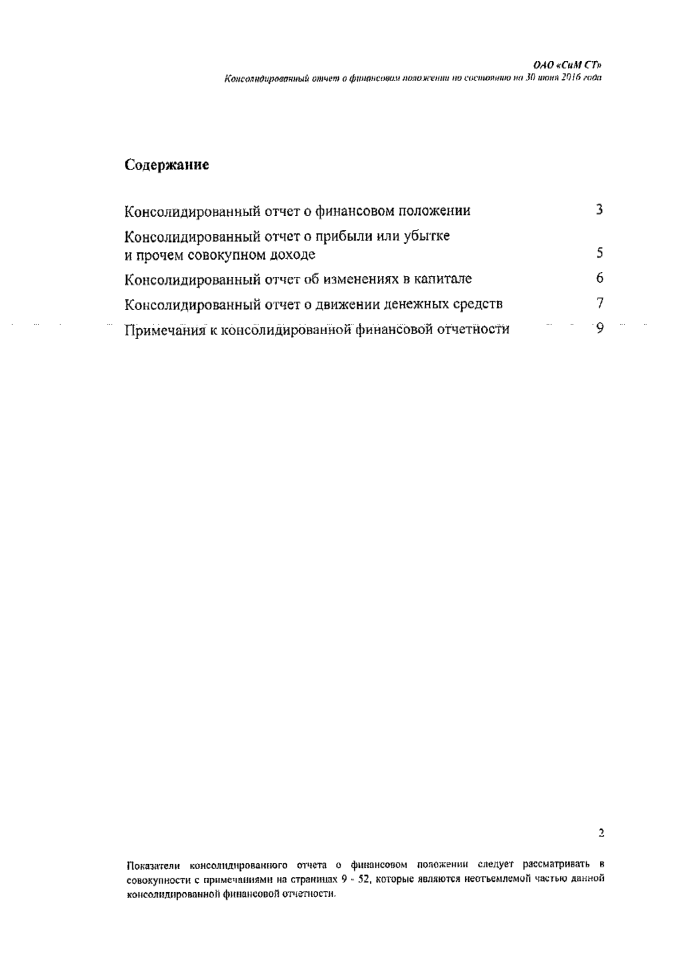 ОАО «СиМ СТ»
Консолидированный отчет о финансовом положении по состоянию на 30 июня 2016 года
Содержание
Консолидированный отчет о финансовом положении 3
Консолидированный отчет о прибыли или убытке
и прочем совокупном доходе 5
Консолидированный отчет об изменениях в капитале 6
Консолидированный отчет о движении денежных средств 7
Примечания к консолидированной финансовой отчетности 9
2
Показатели консолидированного отчета о финансовом положении следует рассматривать в
совокупности с примечаниями на страницах 9 - 52, которые являются неотъемлемой частью данной
консолидированной финансовой отчетности.